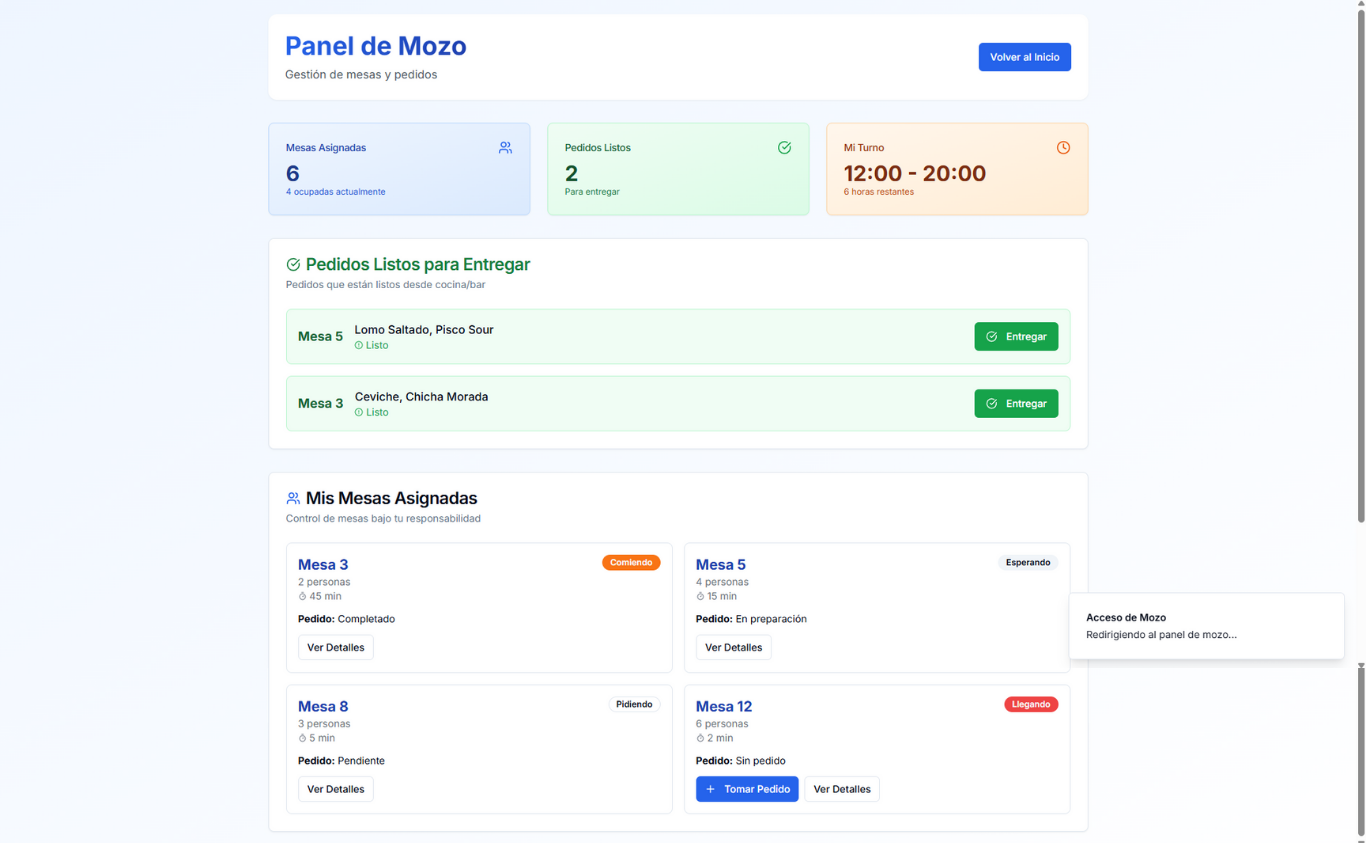 Panel de Mozo
Gestión de mesas y pedidos
Volver al Inicio
Mesas Asignadas
6
4 ocupadas actualmente
Pedidos Listos
2
Para entregar
Mi Turno
12:00 - 20:00
6 horas restantes
Pedidos Listos para Entregar
Pedidos que están listos desde cocina/bar
Mesa 5
Lomo Saltado, Pisco Sour
Listo
Entregar
Mesa 3
Ceviche, Chicha Morada
Listo
Entregar
Mis Mesas Asignadas
Control de mesas bajo tu responsabilidad
Mesa 3
Comiendo
2 personas
45 min
Pedido: Completado
Ver Detalles
Mesa 5
Esperando
4 personas
15 min
Pedido: En preparación
Ver Detalles
Mesa 8
Pidiendo
3 personas
5 min
Pedido: Pendiente
Ver Detalles
Mesa 12
Llegando
6 personas
2 min
Pedido: Sin pedido
Tomar Pedido
Ver Detalles
Acceso de Mozo
Redirigiendo al panel de mozo...